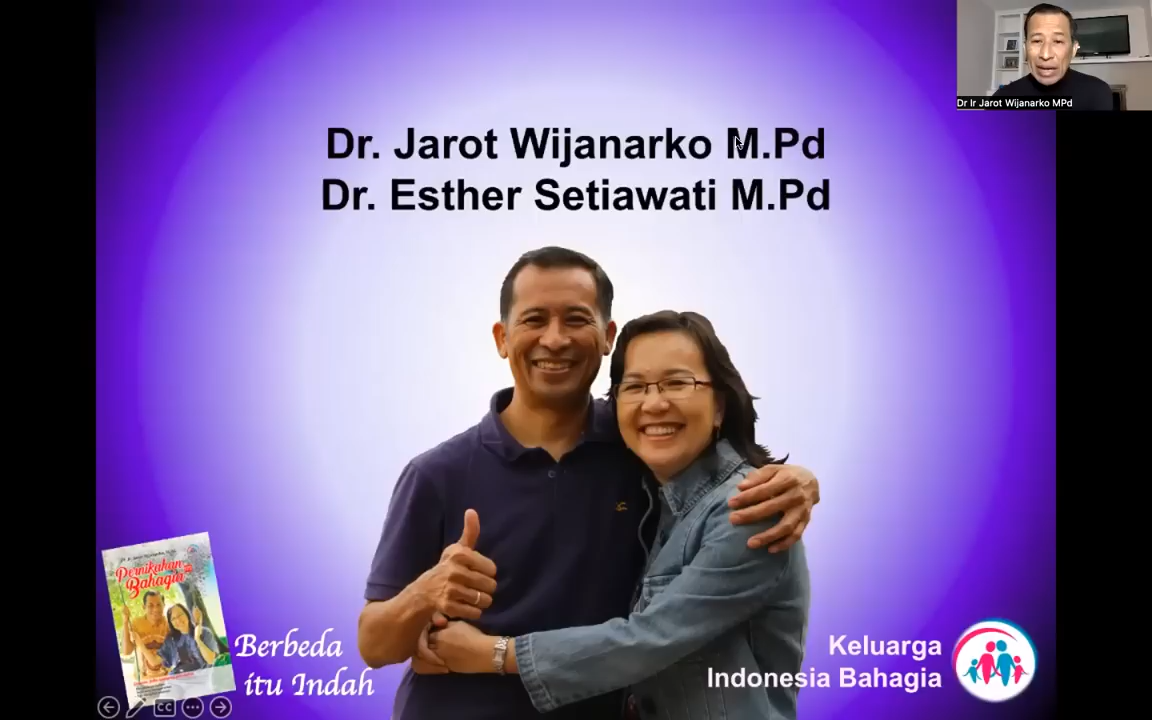 Dr Ir Jarot Wijanarko MPd
Dr. Jarot Wijanarko M.Pd
Dr. Esther Setiawati M.Pd
Pernikahan
Bahagia
Berbeda
itu Indah
Keluarga
Indonesia Bahagia
CC